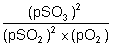 (pSO₃)²
(pSO₂)² × (pO₂)